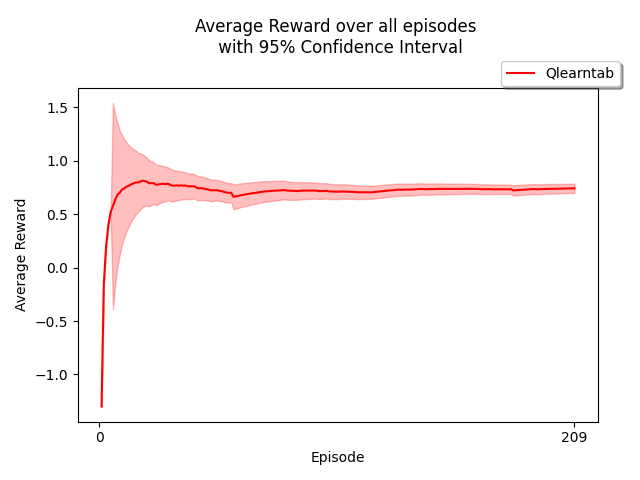 Average Reward over all episodes
with 95% Confidence Interval
Qlearntab
1.5
1.0
0.5
0.0
−0.5
−1.0
Average Reward
0
209
Episode